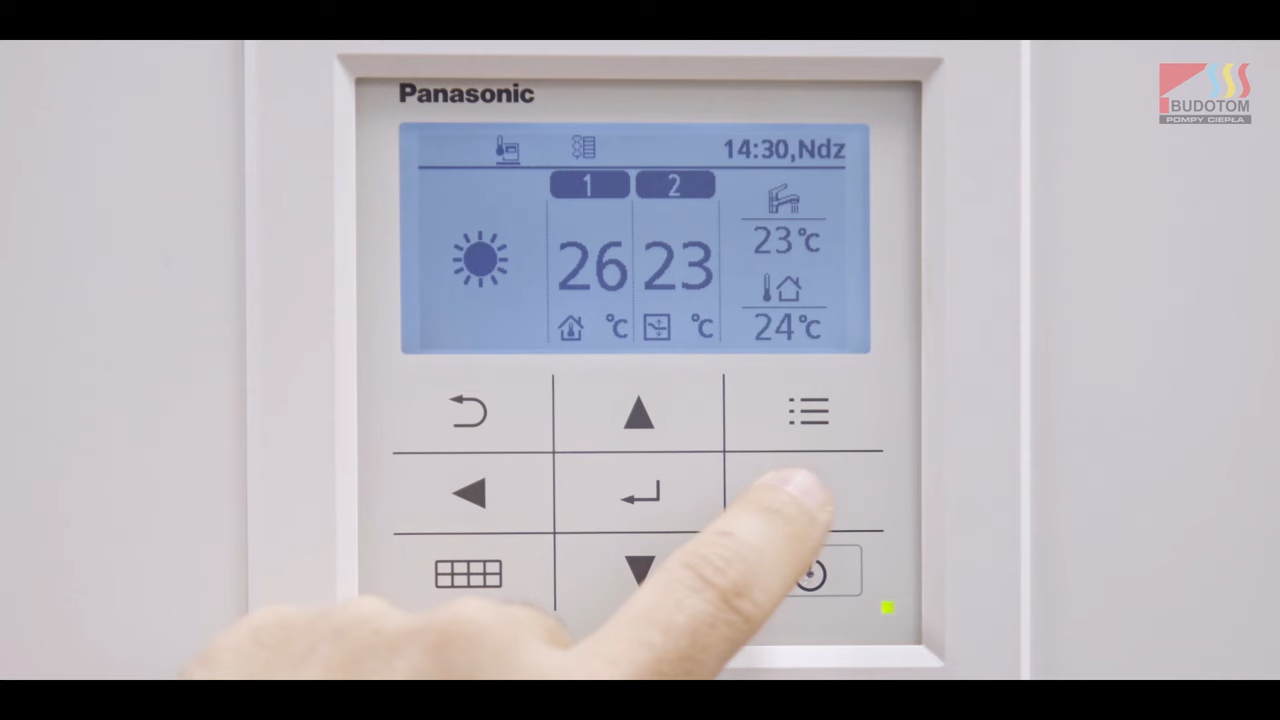 Panasonic
14:30,Ndz
1 2
26 23
°C °C
23°C
24°C
BUDOTOM
POMPY CIEPŁA